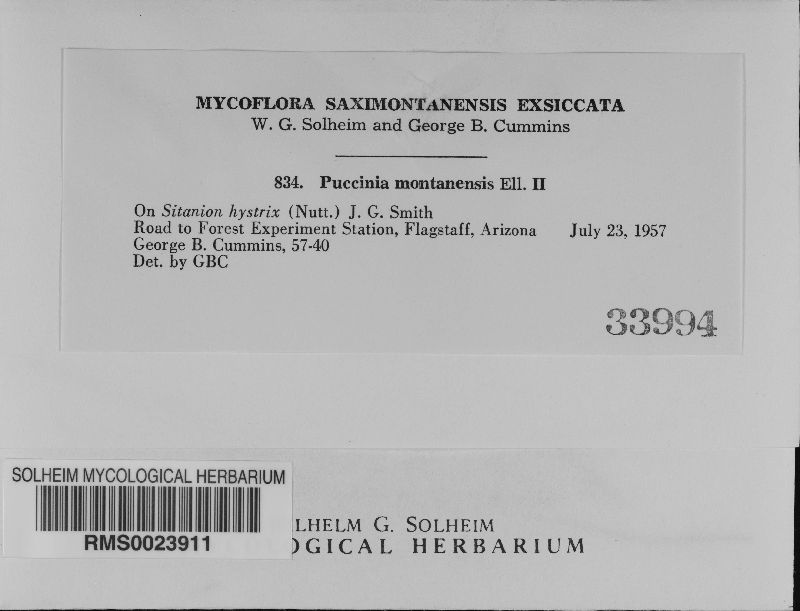 MYCOFLORA SAXIMONTANENSIS EXSICCATA
W. G. Solheim and George B. Cummins
834. Puccinia montanensis Ell. II
On Sitanion hystrix (Nutt.) J. G. Smith
Road to Forest Experiment Station, Flagstaff, Arizona July 23, 1957
George B. Cummins, 57-40
Det. by GBC
33994
SOLHEIM MYCOLOGICAL HERBARIUM
RMS0023911
LHELM G. SOLHEIM
OGICAL HERBARIUM